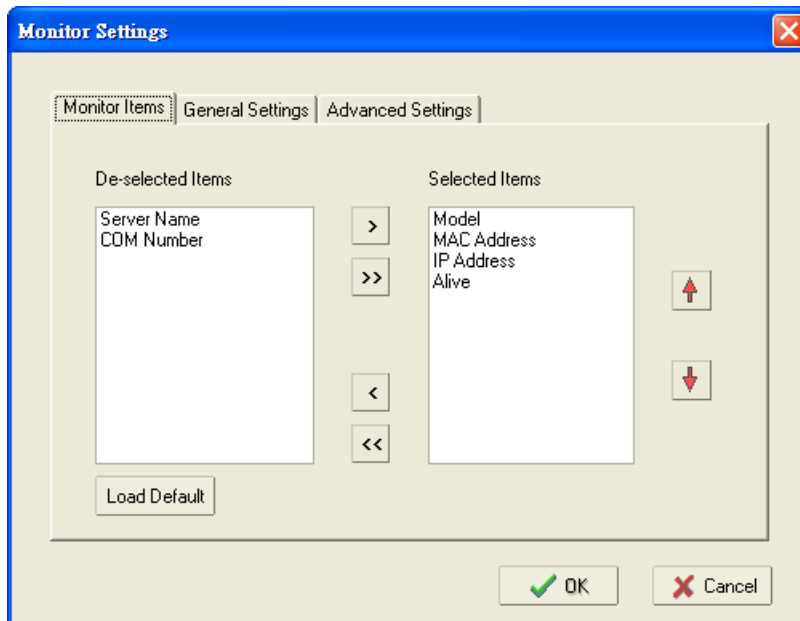 Monitor Settings
Monitor Items
General Settings
Advanced Settings
De-selected Items
Selected Items
Server Name
COM Number
>
>>
<
<<
Model
MAC Address
IP Address
Alive
Load Default
OK
Cancel